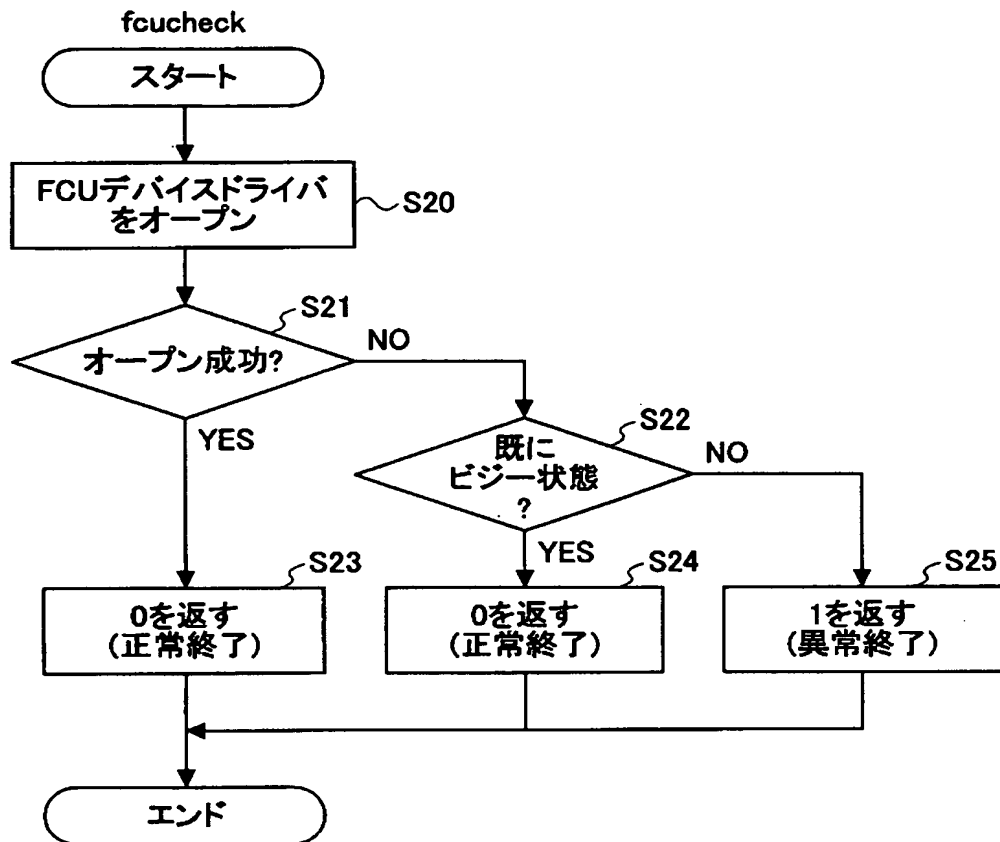 fcucheck
スタート
FCUデバイスドライバ
をオープン
S20
S21
オープン成功?
NO
YES
S22
既に
ビジー状態
?
NO
YES
S23
0を返す
(正常終了)
S24
0を返す
(正常終了)
S25
1を返す
(異常終了)
エンド